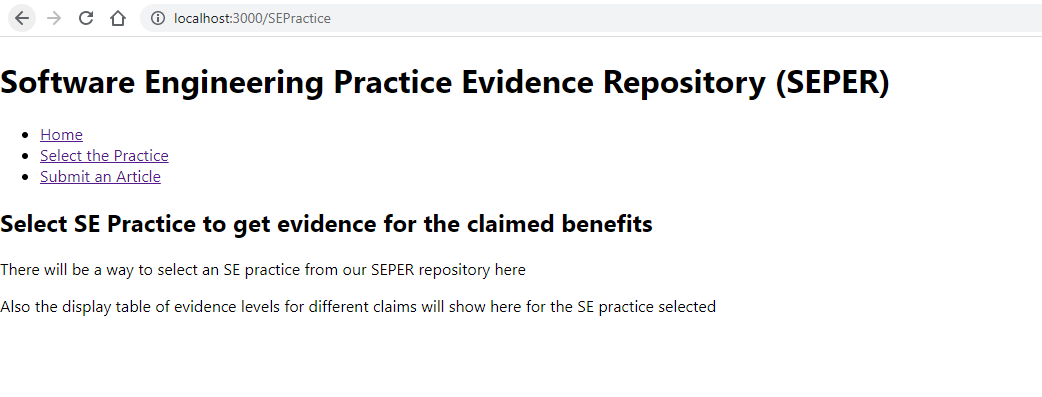 localhost:3000/SEPractice
Software Engineering Practice Evidence Repository (SEPER)
Home
Select the Practice
Submit an Article
Select SE Practice to get evidence for the claimed benefits
There will be a way to select an SE practice from our SEPER repository here
Also the display table of evidence levels for different claims will show here for the SE practice selected